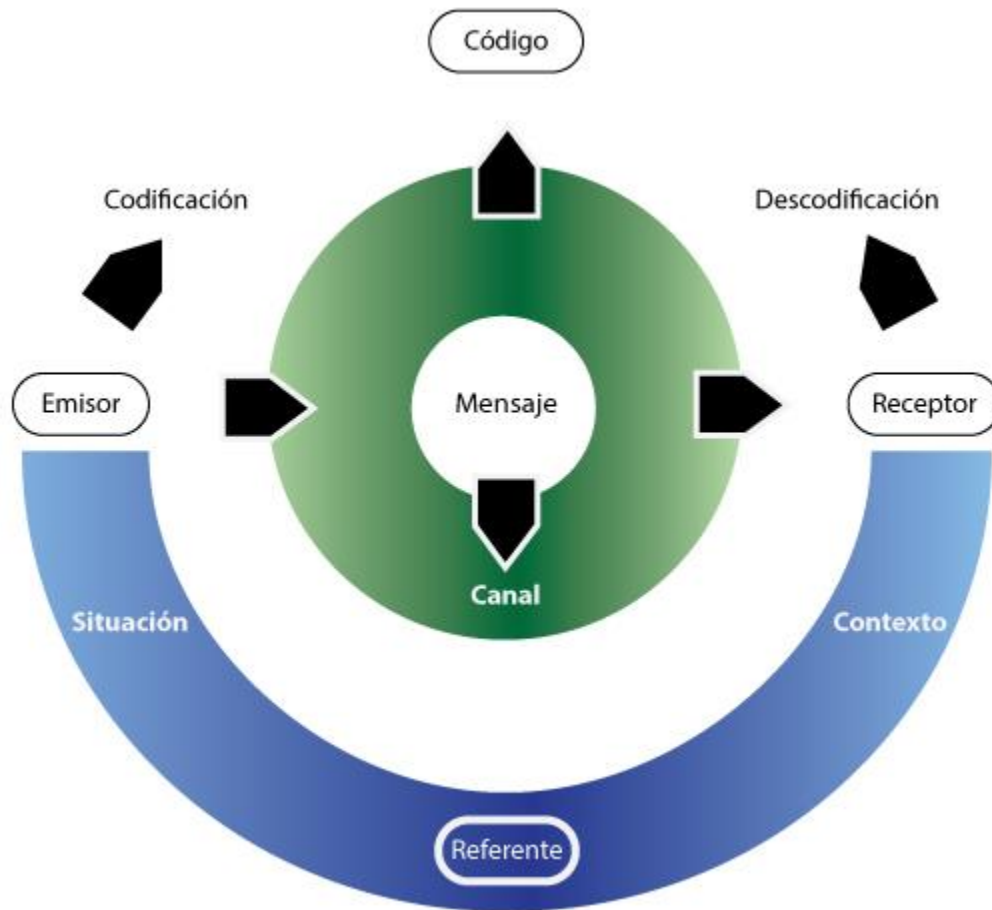 Código
Codificación
Descodificación
Emisor
Mensaje
Receptor
Canal
Situación
Contexto
Referente